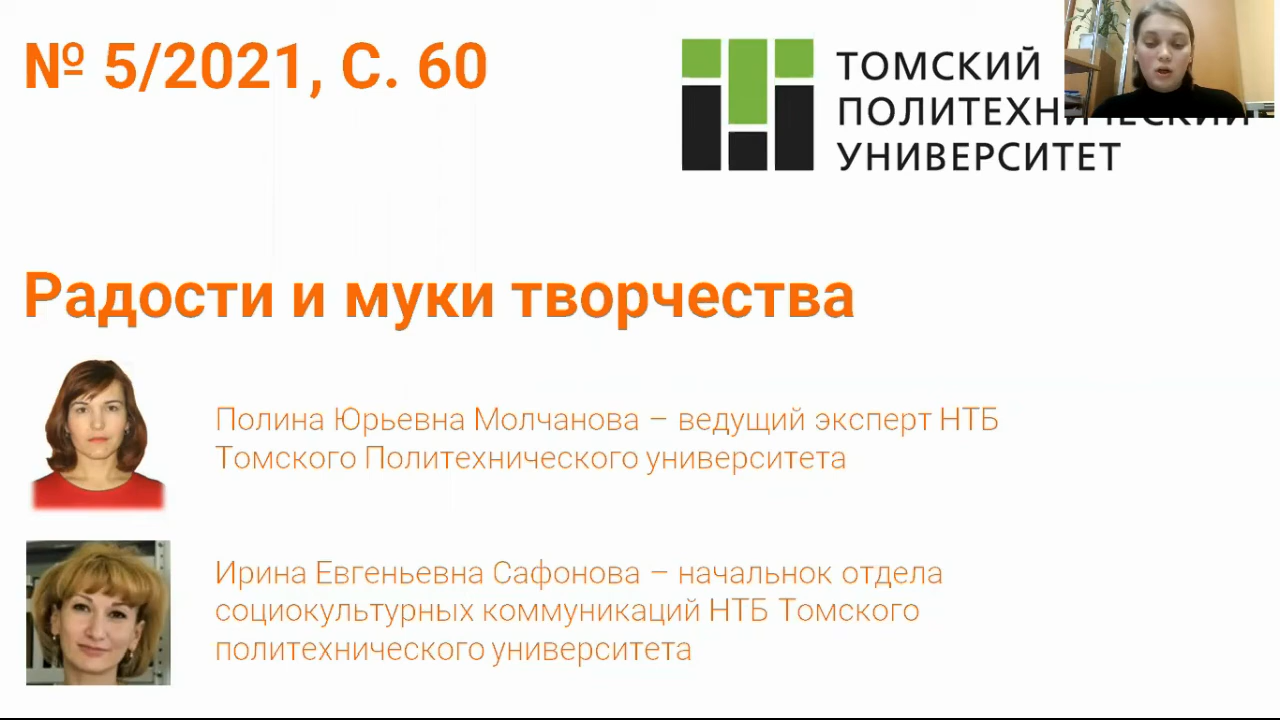 № 5/2021, С. 60
ТОМСКИЙ
ПОЛИТЕХНИЧЕСКИЙ
УНИВЕРСИТЕТ
Радости и муки творчества
Полина Юрьевна Молчанова – ведущий эксперт НТБ
Томского Политехнического университета
Ирина Евгеньевна Сафонова – начальнок отдела
социокультурных коммуникаций НТБ Томского
политехнического университета